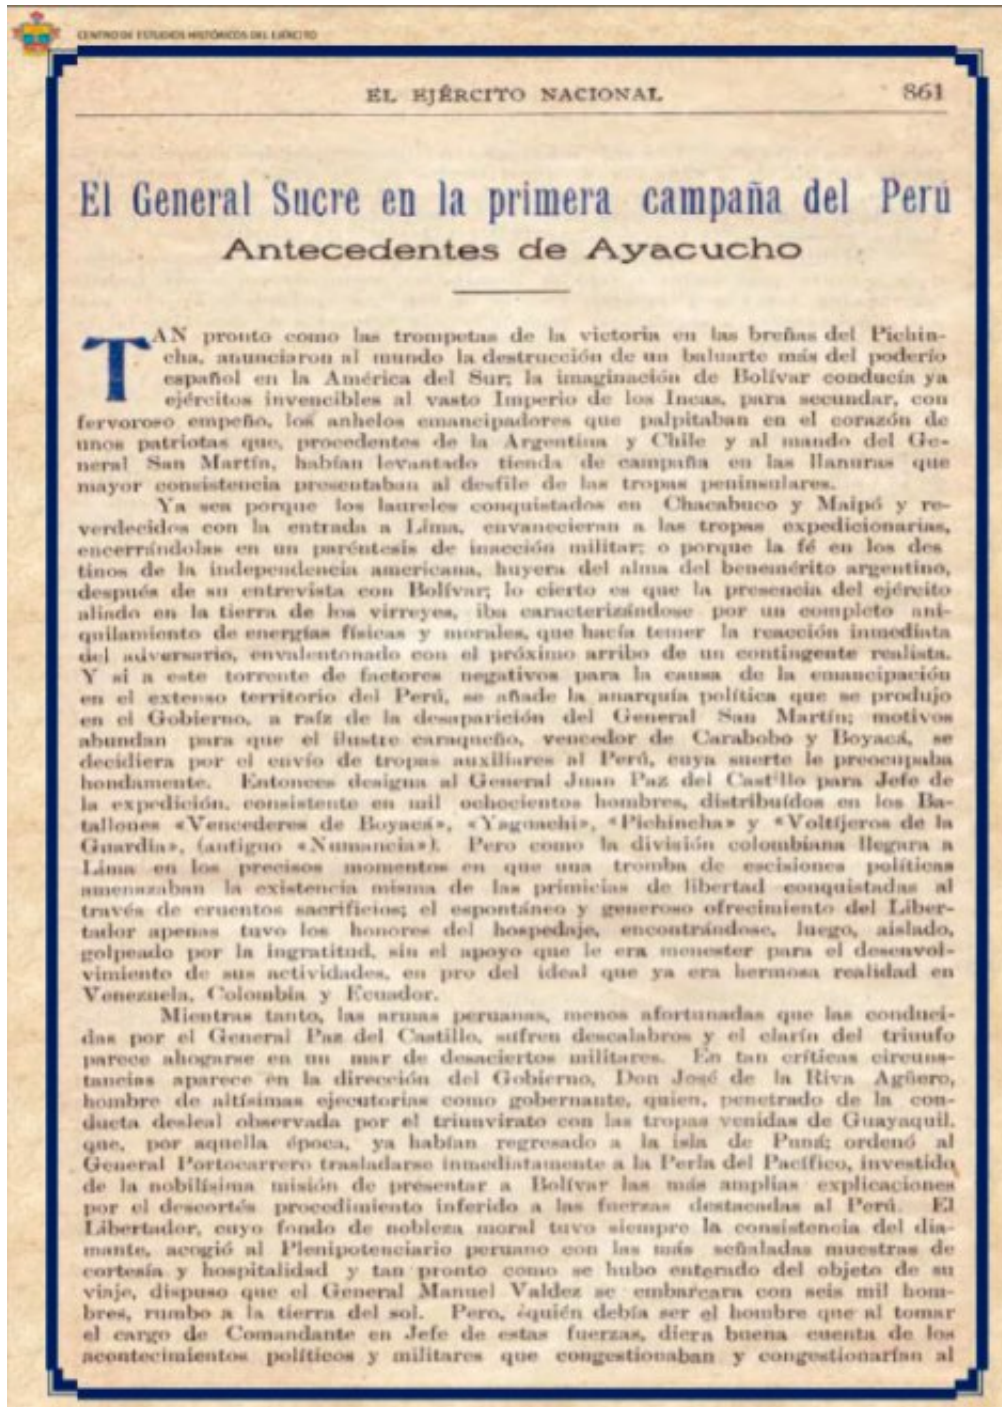 CENTRO DE ESTUDIOS HISTÓRICOS DEL EJÉRCITO
EL EJÉRCITO NACIONAL 861
El General Sucre en la primera campaña del Perú
Antecedentes de Ayacucho
TAN pronto como las trompetas de la victoria en las breñas del Pichin-
cha, anunciaron al mundo la destrucción de un baluarte más del poderío
español en la América del Sur; la imaginación de Bolívar conducía ya
ejércitos invencibles al vasto Imperio de los Incas, para secundar, con
fervoroso empeño, los anhelos emancipadores que palpitaban en el corazón de
unos patriotas que, procedentes de la Argentina y Chile y al mando del Ge-
neral San Martín, habían levantado tienda de campaña en las llanuras que
mayor consistencia presentaban al desfile de las tropas peninsulares.
Ya sea porque los laureles conquistados en Chacabuco y Maipó y re-
verdecidos con la entrada a Lima, envanecieran a las tropas expedicionarias,
encerrándolas en un paréntesis de inacción militar; o porque la fé en los des
tinos de la independencia americana, huyera del alma del benemérito argentino,
después de su entrevista con Bolívar; lo cierto es que la presencia del ejército
aliado en la tierra de los virreyes, iba caracterizándose por un completo ani-
quilamiento de energías físicas y morales, que hacía temer la reacción inmediata
del adversario, envalentonado con el próximo arribo de un contingente realista.
Y si a este torrente de factores negativos para la causa de la emancipación
en el extenso territorio del Perú, se añade la anarquía política que se produjo
en el Gobierno, a raíz de la desaparición del General San Martín; motivos
abundan para que el ilustre caraqueño, vencedor de Carabobo y Boyacá, se
decidiera por el envío de tropas auxiliares al Perú, cuya suerte le preocupaba
hondamente. Entonces designa al General Juan Paz del Cast'llo para Jefe de
la expedición, consistente en mil ochocientos hombres, distribuídos en los Ba-
tallones «Vencederes de Boyacá», «Yaguachi», «Pichincha» y «Voltíjeros de la
Guardia», (antiguo «Numancia»). Pero como la división colombiana llegara a
Lima en los precisos momentos en que una tromba de escisiones políticas
amenazaban la existencia misma de las primicias de libertad conquistadas al
través de cruentos sacrificios; el espontáneo y generoso ofrecimiento del Liber-
tador apenas tuvo los honores del hospedaje, encontrándose, luego, aislado,
golpeado por la ingratitud, sin el apoyo que le era menester para el desenvol-
vimiento de sus actividades, en pro del ideal que ya era hermosa realidad en
Venezuela, Colombia y Ecuador.
Mientras tanto, las armas peruanas, menos afortunadas que las conduci-
das por el General Paz del Castillo, sufren descalabros y el clarín del triunfo
parece ahogarse en un mar de desaciertos militares. En tan críticas circuns-
tancias aparece en la dirección del Gobierno, Don José de la Riva Agüero,
hombre de altísimas ejecutorias como gobernante, quien, penetrado de la con-
ducta desleal observada por el triunvirato con las tropas venidas de Guayaquil,
que, por aquella época, ya habían regresado a la isla de Puná; ordenó al
General Portocarrero trasladarse inmediatamente a la Perla del Pacífico, investido
de la nobilísima misión de presentar a Bolívar las más amplias explicaciones
por el descortés procedimiento inferido a las fuerzas destacadas al Perú. El
Libertador, cuyo fondo de nobleza moral tuvo siempre la consistencia del dia-
mante, acogió al Plenipotenciario peruano con las más señaladas muestras de
cortesía y hospitalidad y tan pronto como se hubo enterado del objeto de su
viaje, dispuso que el General Manuel Valdez se embarcara con seis mil hom-
bres, rumbo a la tierra del sol. Pero, ¿quién debía ser el hombre que al tomar
el cargo de Comandante en Jefe de estas fuerzas, diera buena cuenta de los
acontecimientos políticos y militares que congestionaban y congestionarían al